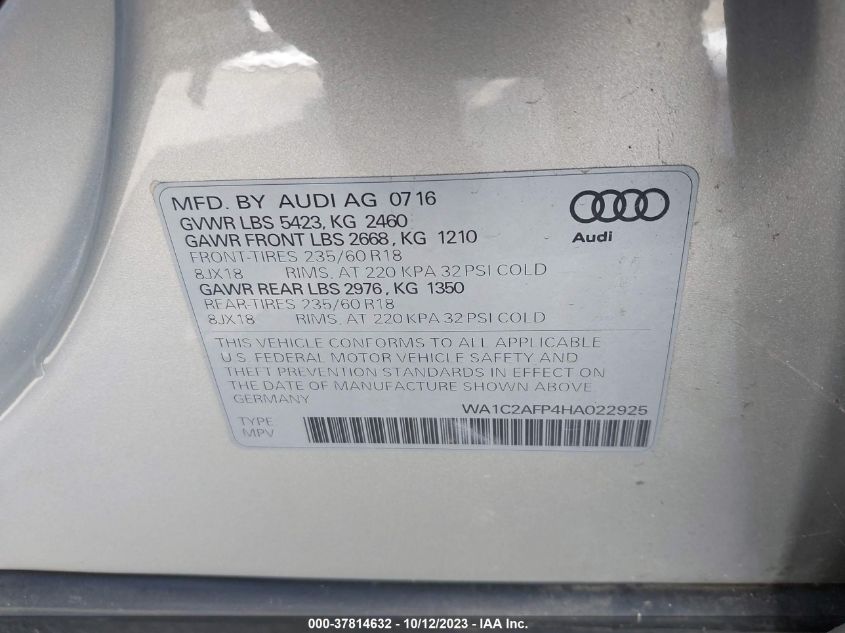 MFD. BY AUDI AG 07 16
GVWR LBS 5423, KG 2460
GAWR FRONT LBS 2668, KG 1210
FRONT-TIRES 235/60 R18
8JX18 RIMS, AT 220 KPA 32 PSI COLD
GAWR REAR LBS 2976, KG 1350
REAR-TIRES 235/60 R18
8JX18 RIMS, AT 220 KPA 32 PSI COLD
Audi
THIS VEHICLE CONFORMS TO ALL APPLICABLE
U.S. FEDERAL MOTOR VEHICLE SAFETY AND
THEFT PREVENTION STANDARDS IN EFFECT ON
THE DATE OF MANUFACTURE SHOWN ABOVE.
GERMANY
WA1C2AFP4HA022925
TYPE
MPV
000-37814632 - 10/12/2023 - IAA Inc.